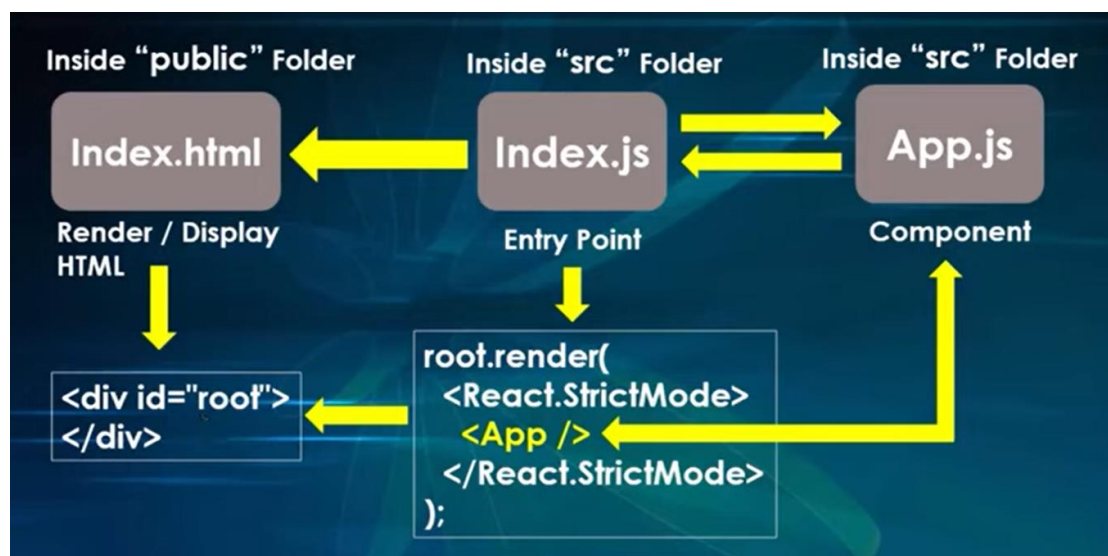 Inside “public” Folder
Inside “src” Folder
Inside “src” Folder
Index.html
Index.js
App.js
Render / Display
HTML
Entry Point
Component
<div id="root">
</div>
root.render(
<React.StrictMode>
<App />
</React.StrictMode>
);